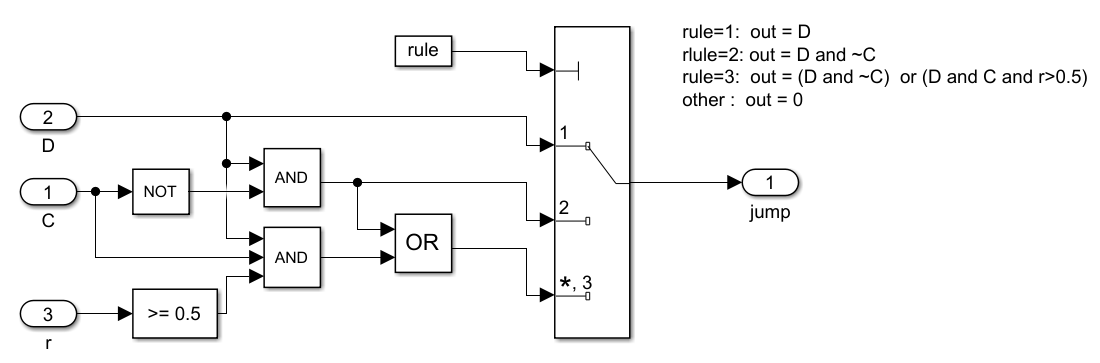 rule
rule=1:  out = D
rlule=2: out = D and ~C
rule=3:  out = (D and ~C)  or (D and C and r>0.5)
other :  out = 0
2
D
1
AND
1
C
NOT
1
jump
2
OR
AND
*, 3
3
r
>= 0.5